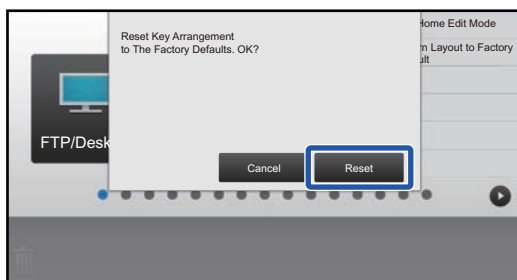 Reset Key Arrangement
to The Factory Defaults. OK?
Cancel
Reset
Home Edit Mode
n Layout to Factory
ult
FTP/Desk